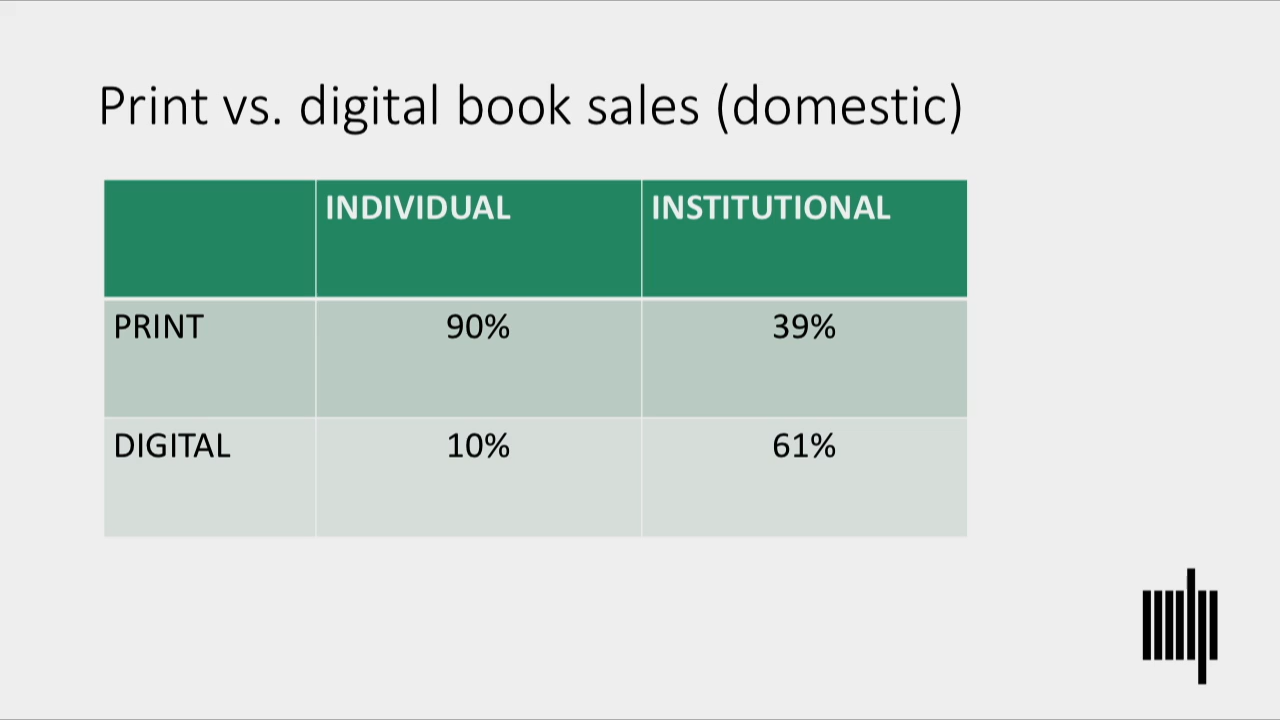 Print vs. digital book sales (domestic)
INDIVIDUAL INSTITUTIONAL
PRINT 90% 39%
DIGITAL 10% 61%